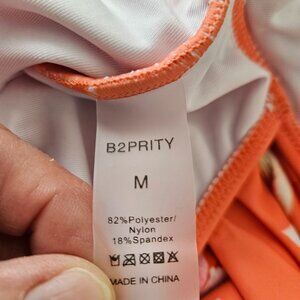 B2PRITY
M
82%Polyester/
Nylon
18%Spandex
MADE IN CHINA